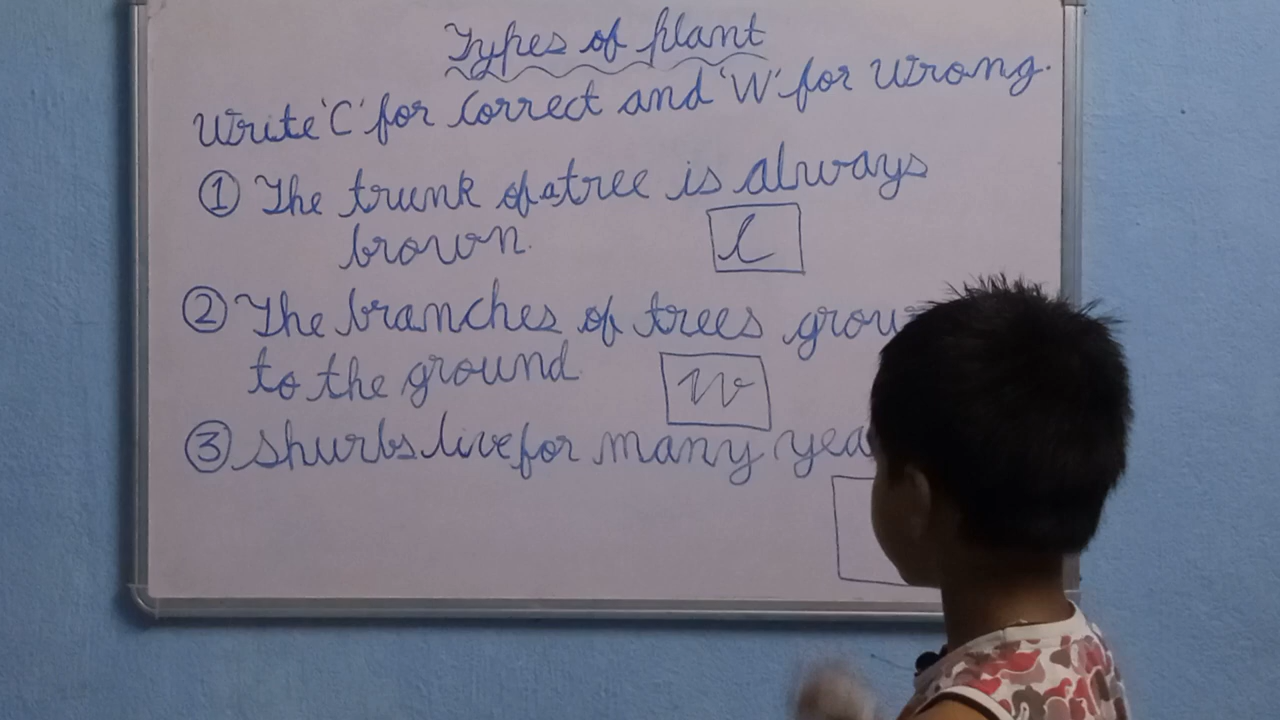 Types of plant
Write 'C' for Correct and 'W' for Wrong.
① The trunk of a tree is always
brown.
C
② The branches of trees grow
to the ground.
W
③ Shurbs live for many